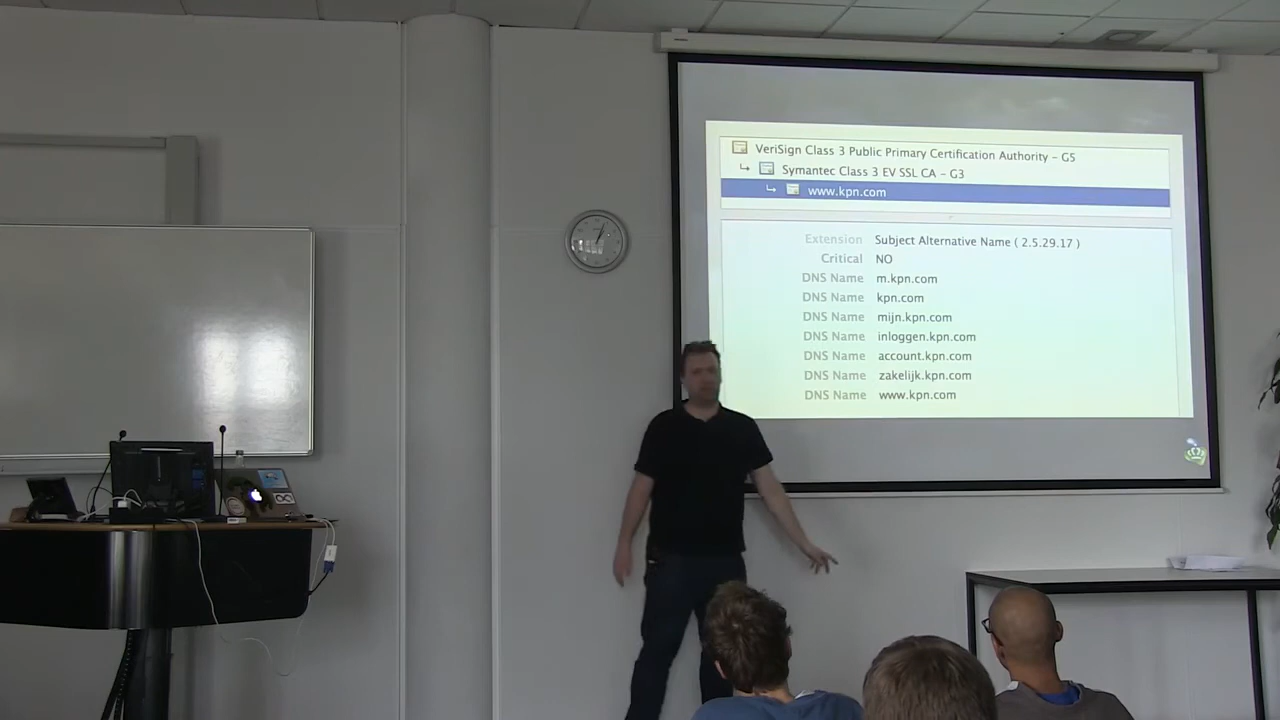 VeriSign Class 3 Public Primary Certification Authority - G5
Symantec Class 3 EV SSL CA - G3
www.kpn.com
Extension Subject Alternative Name ( 2.5.29.17 )
Critical NO
DNS Name m.kpn.com
DNS Name kpn.com
DNS Name mijn.kpn.com
DNS Name inloggen.kpn.com
DNS Name account.kpn.com
DNS Name zakelijk.kpn.com
DNS Name www.kpn.com